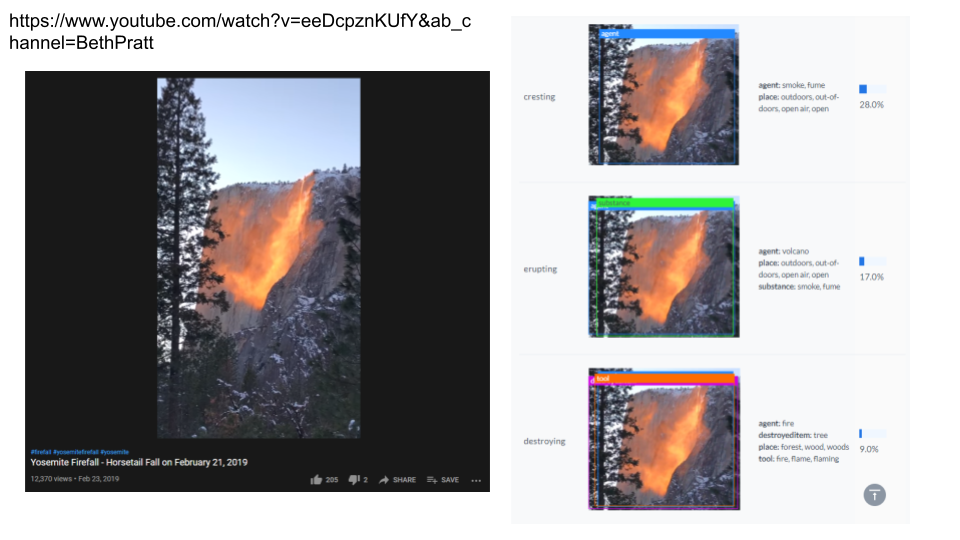 https://www.youtube.com/watch?v=eeDcpznKUfY&ab_c
hannel=BethPratt
#firefall #yosemitefirefall #yosemite
Yosemite Firefall - Horsetail Fall on February 21, 2019
12,370 views • Feb 23, 2019
205
2
SHARE
SAVE
cresting
agent
agent: smoke, fume
place: outdoors, out-of-
doors, open air, open
28.0%
erupting
substance
agent: volcano
place: outdoors, out-of-
doors, open air, open
substance: smoke, fume
17.0%
destroying
tool
agent: fire
destroyeditem: tree
place: forest, wood, woods
tool: fire, flame, flaming
9.0%